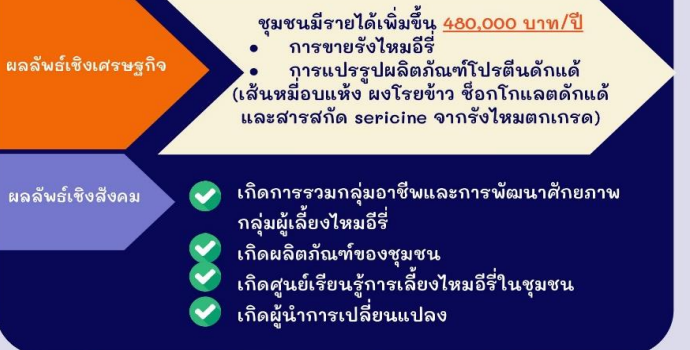 ผลลัพธ์เชิงเศรษฐกิจ
ชุมชนมีรายได้เพิ่มขึ้น 480,000 บาท/ปี
• การขายรังไหมอีรี่
• การแปรรูปผลิตภัณฑ์โปรตีนดักแด้
(เส้นหมี่อบแห้ง ผงโรยข้าว ช็อกโกแลตดักแด้
และสารสกัด sericine จากรังไหมตกเกรด)
ผลลัพธ์เชิงสังคม
เกิดการรวมกลุ่มอาชีพและการพัฒนาศักยภาพ
กลุ่มผู้เลี้ยงไหมอีรี่
เกิดผลิตภัณฑ์ของชุมชน
เกิดศูนย์เรียนรู้การเลี้ยงไหมอีรี่ในชุมชน
เกิดผู้นำการเปลี่ยนแปลง